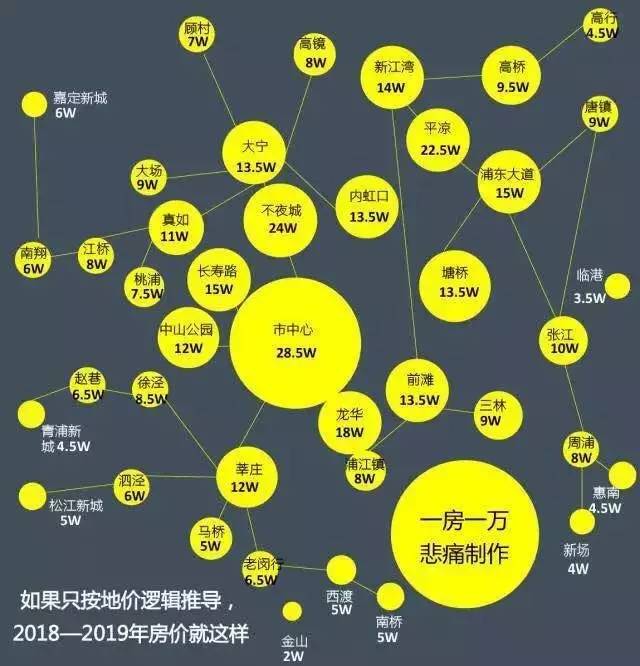 顾村
7W
高镜
8W
高行
4.5W
新江湾
14W
高桥
9.5W
嘉定新城
6W
平凉
22.5W
唐镇
9W
大宁
13.5W
大场
9W
浦东大道
15W
内虹口
13.5W
不夜城
24W
真如
11W
南翔
6W
江桥
8W
桃浦
7.5W
长寿路
15W
塘桥
13.5W
临港
3.5W
中山公园
12W
市中心
28.5W
张江
10W
赵巷
6.5W
徐泾
8.5W
前滩
13.5W
三林
9W
龙华
18W
青浦新
城 4.5W
周浦
8W
浦江镇
8W
莘庄
12W
泗泾
6W
惠南
4.5W
松江新城
5W
一房一万
悲痛制作
马桥
5W
新场
4W
老闵行
6.5W
西渡
5W
南桥
5W
如果只按地价逻辑推导，
2018—2019年房价就这样
金山
2W